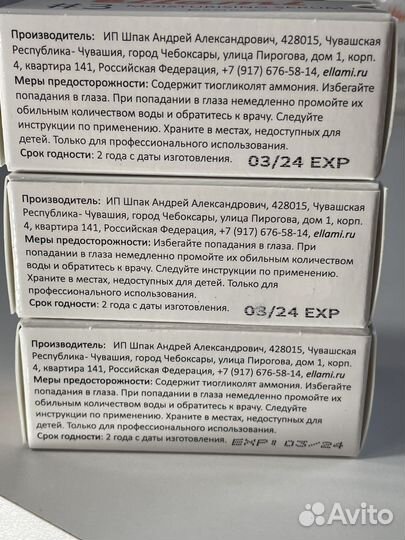 # 3 MOISTURISING SERUM
Производитель: ИП Шпак Андрей Александрович, 428015, Чувашская
Республика- Чувашия, город Чебоксары, улица Пирогова, дом 1, корп.
4, квартира 141, Российская Федерация, +7 (917) 676-58-14, ellami.ru
Меры предосторожности: Содержит тиогликолят аммония. Избегайте
попадания в глаза. При попадании в глаза немедленно промойте их
обильным количеством воды и обратитесь к врачу. Следуйте
инструкции по применению. Храните в местах, недоступных для
детей. Только для профессионального использования.
Срок годности: 2 года с даты изготовления. 03/24 EXP
Производитель: ИП Шпак Андрей Александрович, 428015, Чувашская
Республика- Чувашия, город Чебоксары, улица Пирогова, дом 1, корп.
4, квартира 141, Российская Федерация, +7 (917) 676-58-14, ellami.ru
Меры предосторожности: Избегайте попадания в глаза. При
попадании в глаза немедленно промойте их обильным количеством
воды и обратитесь к врачу. Следуйте инструкции по применению.
Храните в местах, недоступных для детей. Только для
профессионального использования.
Срок годности: 2 года с даты изготовления. 03/24 EXP
Производитель: ИП Шпак Андрей Александрович, 428015, Чувашская
Республика- Чувашия, город Чебоксары, улица Пирогова, дом 1, корп.
4, квартира 141, Российская Федерация, +7 (917) 676-58-14, ellami.ru
Меры предосторожности: Содержит тиогликолят аммония. Избегайте
попадания в глаза. При попадании в глаза немедленно промойте их
обильным количеством воды и обратитесь к врачу. Следуйте
инструкции по применению. Храните в местах, недоступных для
детей. Только для профессионального использования.
Срок годности: 2 года с даты изготовления. EXP: 03-24
Avito